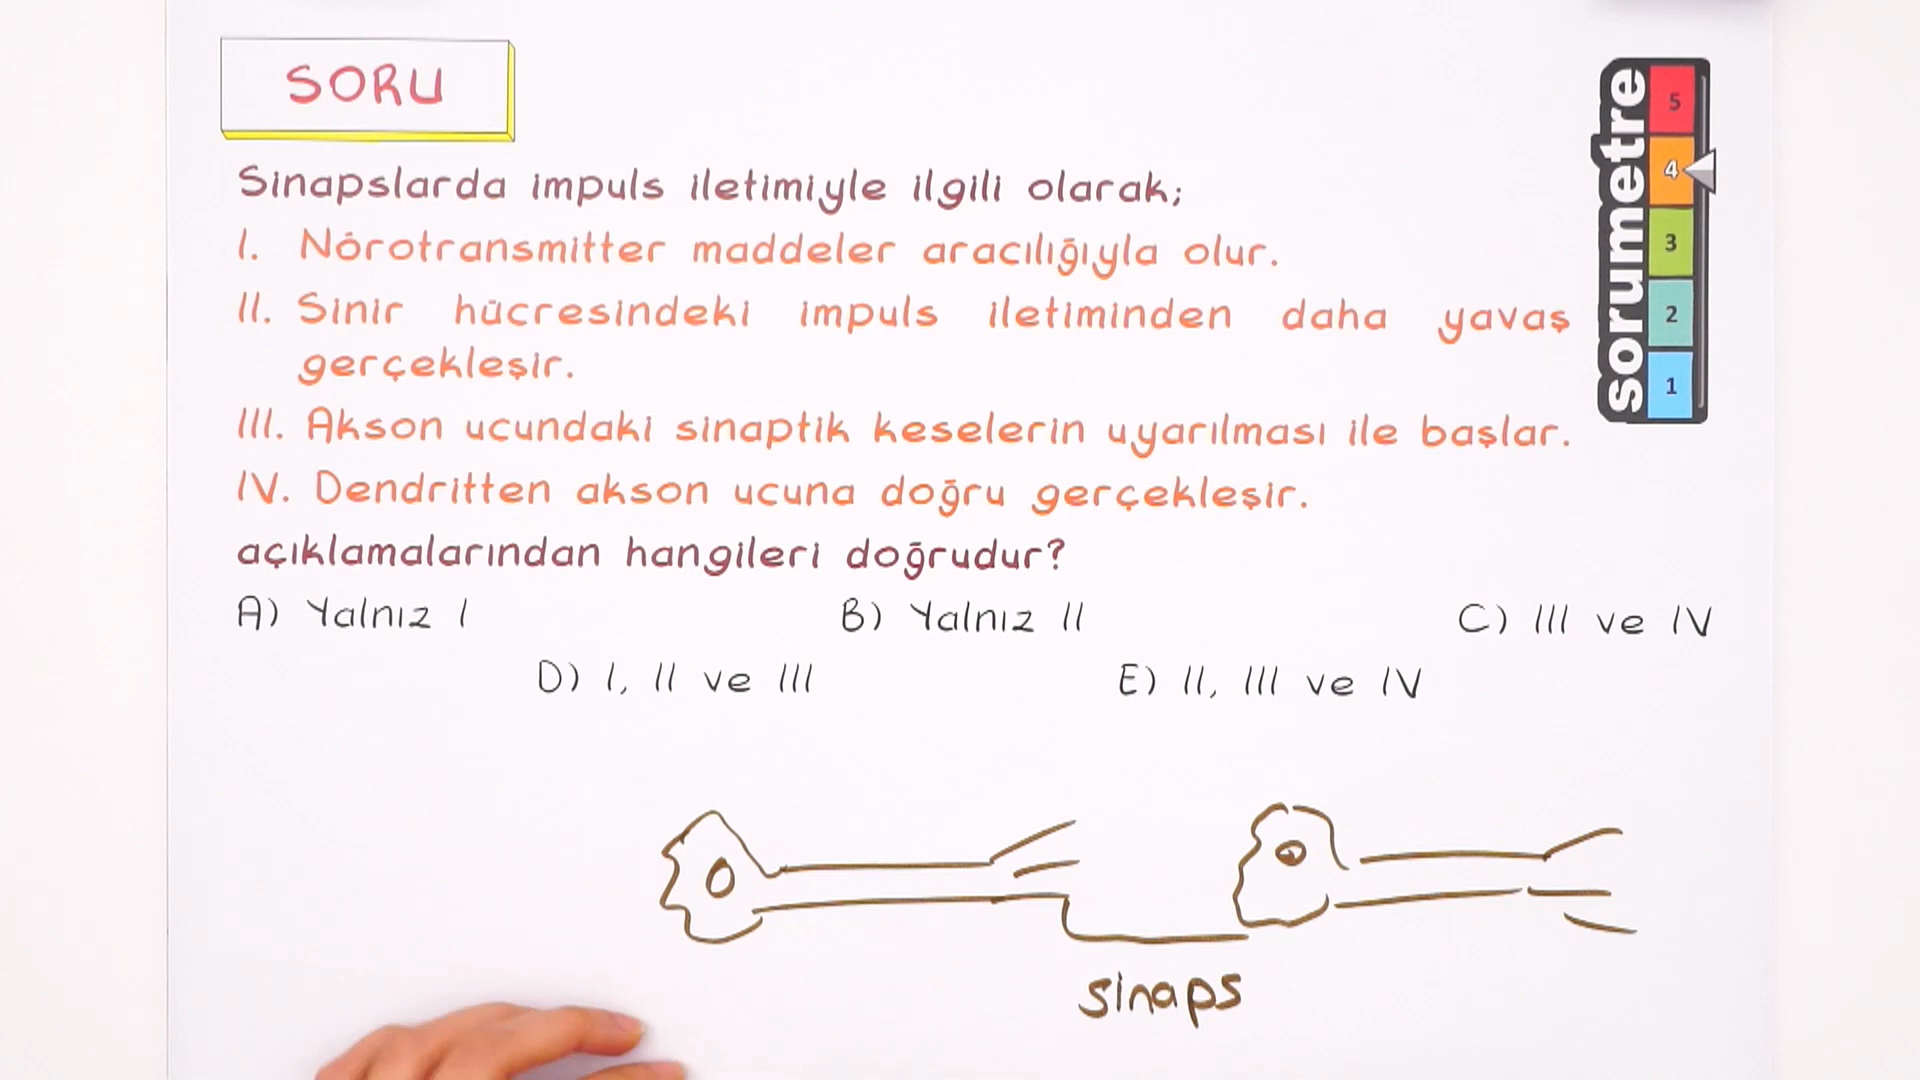 SORU
Sinapslarda impuls iletimiyle ilgili olarak;
I. Nörotransmitter maddeler aracılığıyla olur.
II. Sinir hücresindeki impuls iletiminden daha yavaş
gerçekleşir.
III. Akson ucundaki sinaptik keselerin uyarılması ile başlar.
IV. Dendritten akson ucuna doğru gerçekleşir.
açıklamalarından hangileri doğrudur?
A) Yalnız I B) Yalnız II C) III ve IV
D) I, II ve III E) II, III ve IV
sinaps
sorumetre
5
4
3
2
1